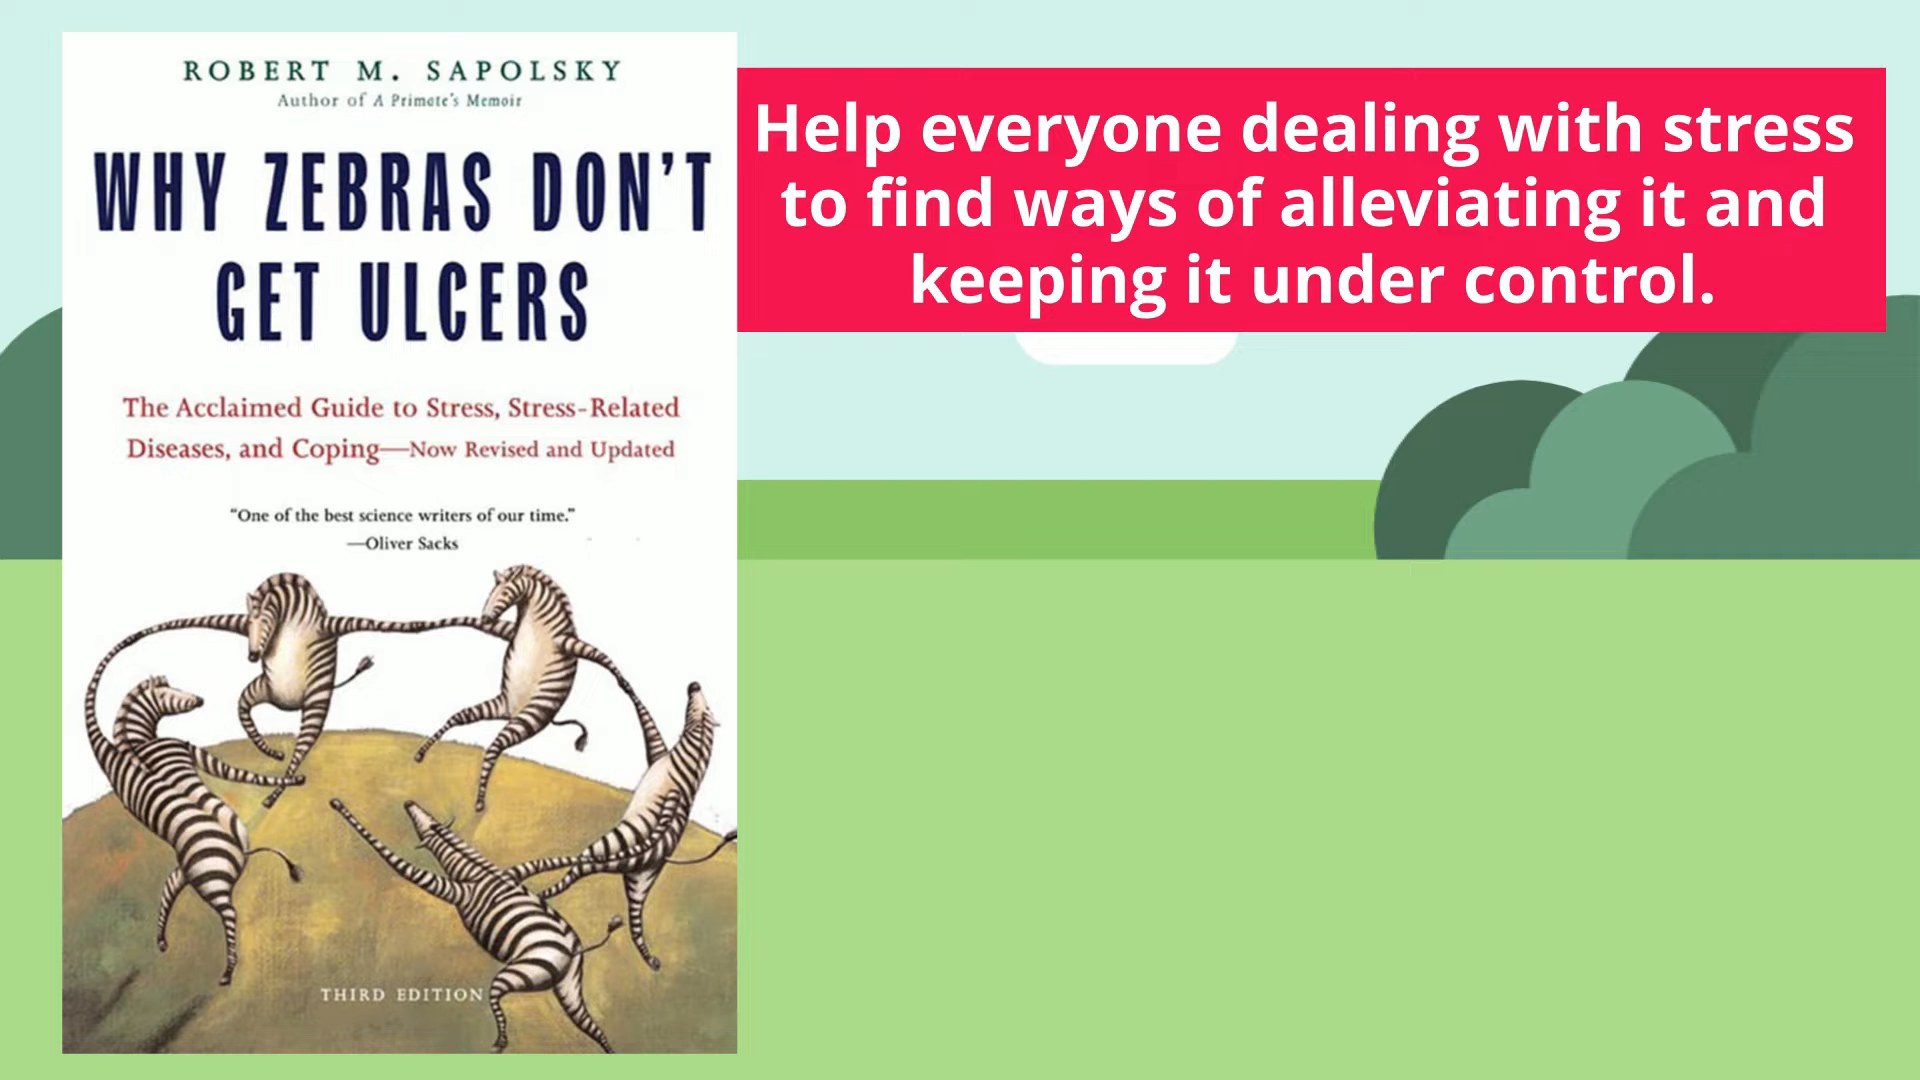 ROBERT M. SAPOLSKY
Author of A Primate's Memoir
WHY ZEBRAS DON'T
GET ULCERS
The Acclaimed Guide to Stress, Stress-Related
Diseases, and Coping—Now Revised and Updated
"One of the best science writers of our time."
—Oliver Sacks
THIRD EDITION
Help everyone dealing with stress
to find ways of alleviating it and
keeping it under control.